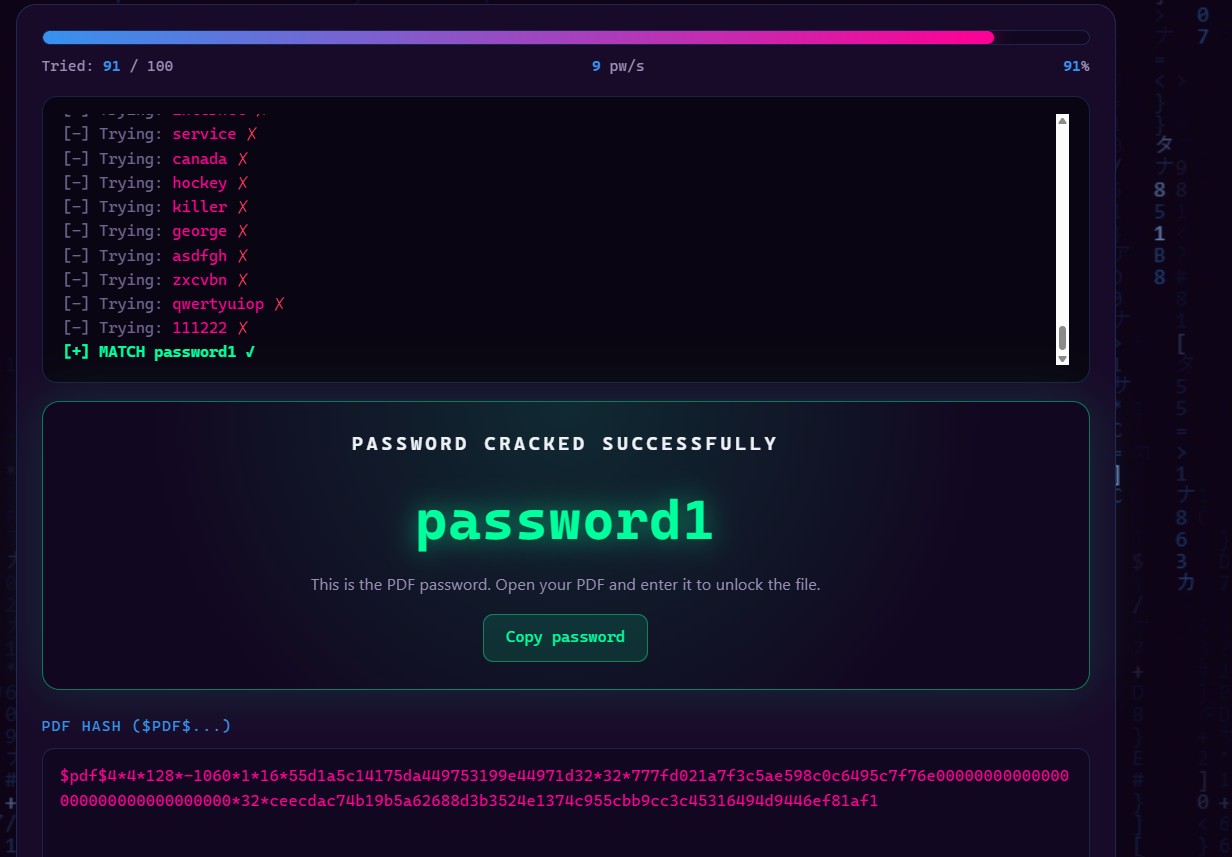 Tried: 91 / 100 9 pw/s 91%
[-] Trying: service ✗
[-] Trying: canada ✗
[-] Trying: hockey ✗
[-] Trying: killer ✗
[-] Trying: george ✗
[-] Trying: asdfgh ✗
[-] Trying: zxcvbn ✗
[-] Trying: qwertyuiop ✗
[-] Trying: 111222 ✗
[+] MATCH password1 ✓
PASSWORD CRACKED SUCCESSFULLY
password1
This is the PDF password. Open your PDF and enter it to unlock the file.
Copy password
PDF HASH ($PDF$...)
$pdf$4*4*128*-1060*1*16*55d1a5c14175da449753199e44971d32*32*777fd021a7f3c5ae598c0c6495c7f76e00000000000000
000000000000000000*32*ceecdac74b19b5a62688d3b3524e1374c955cbb9cc3c45316494d9446ef81af1